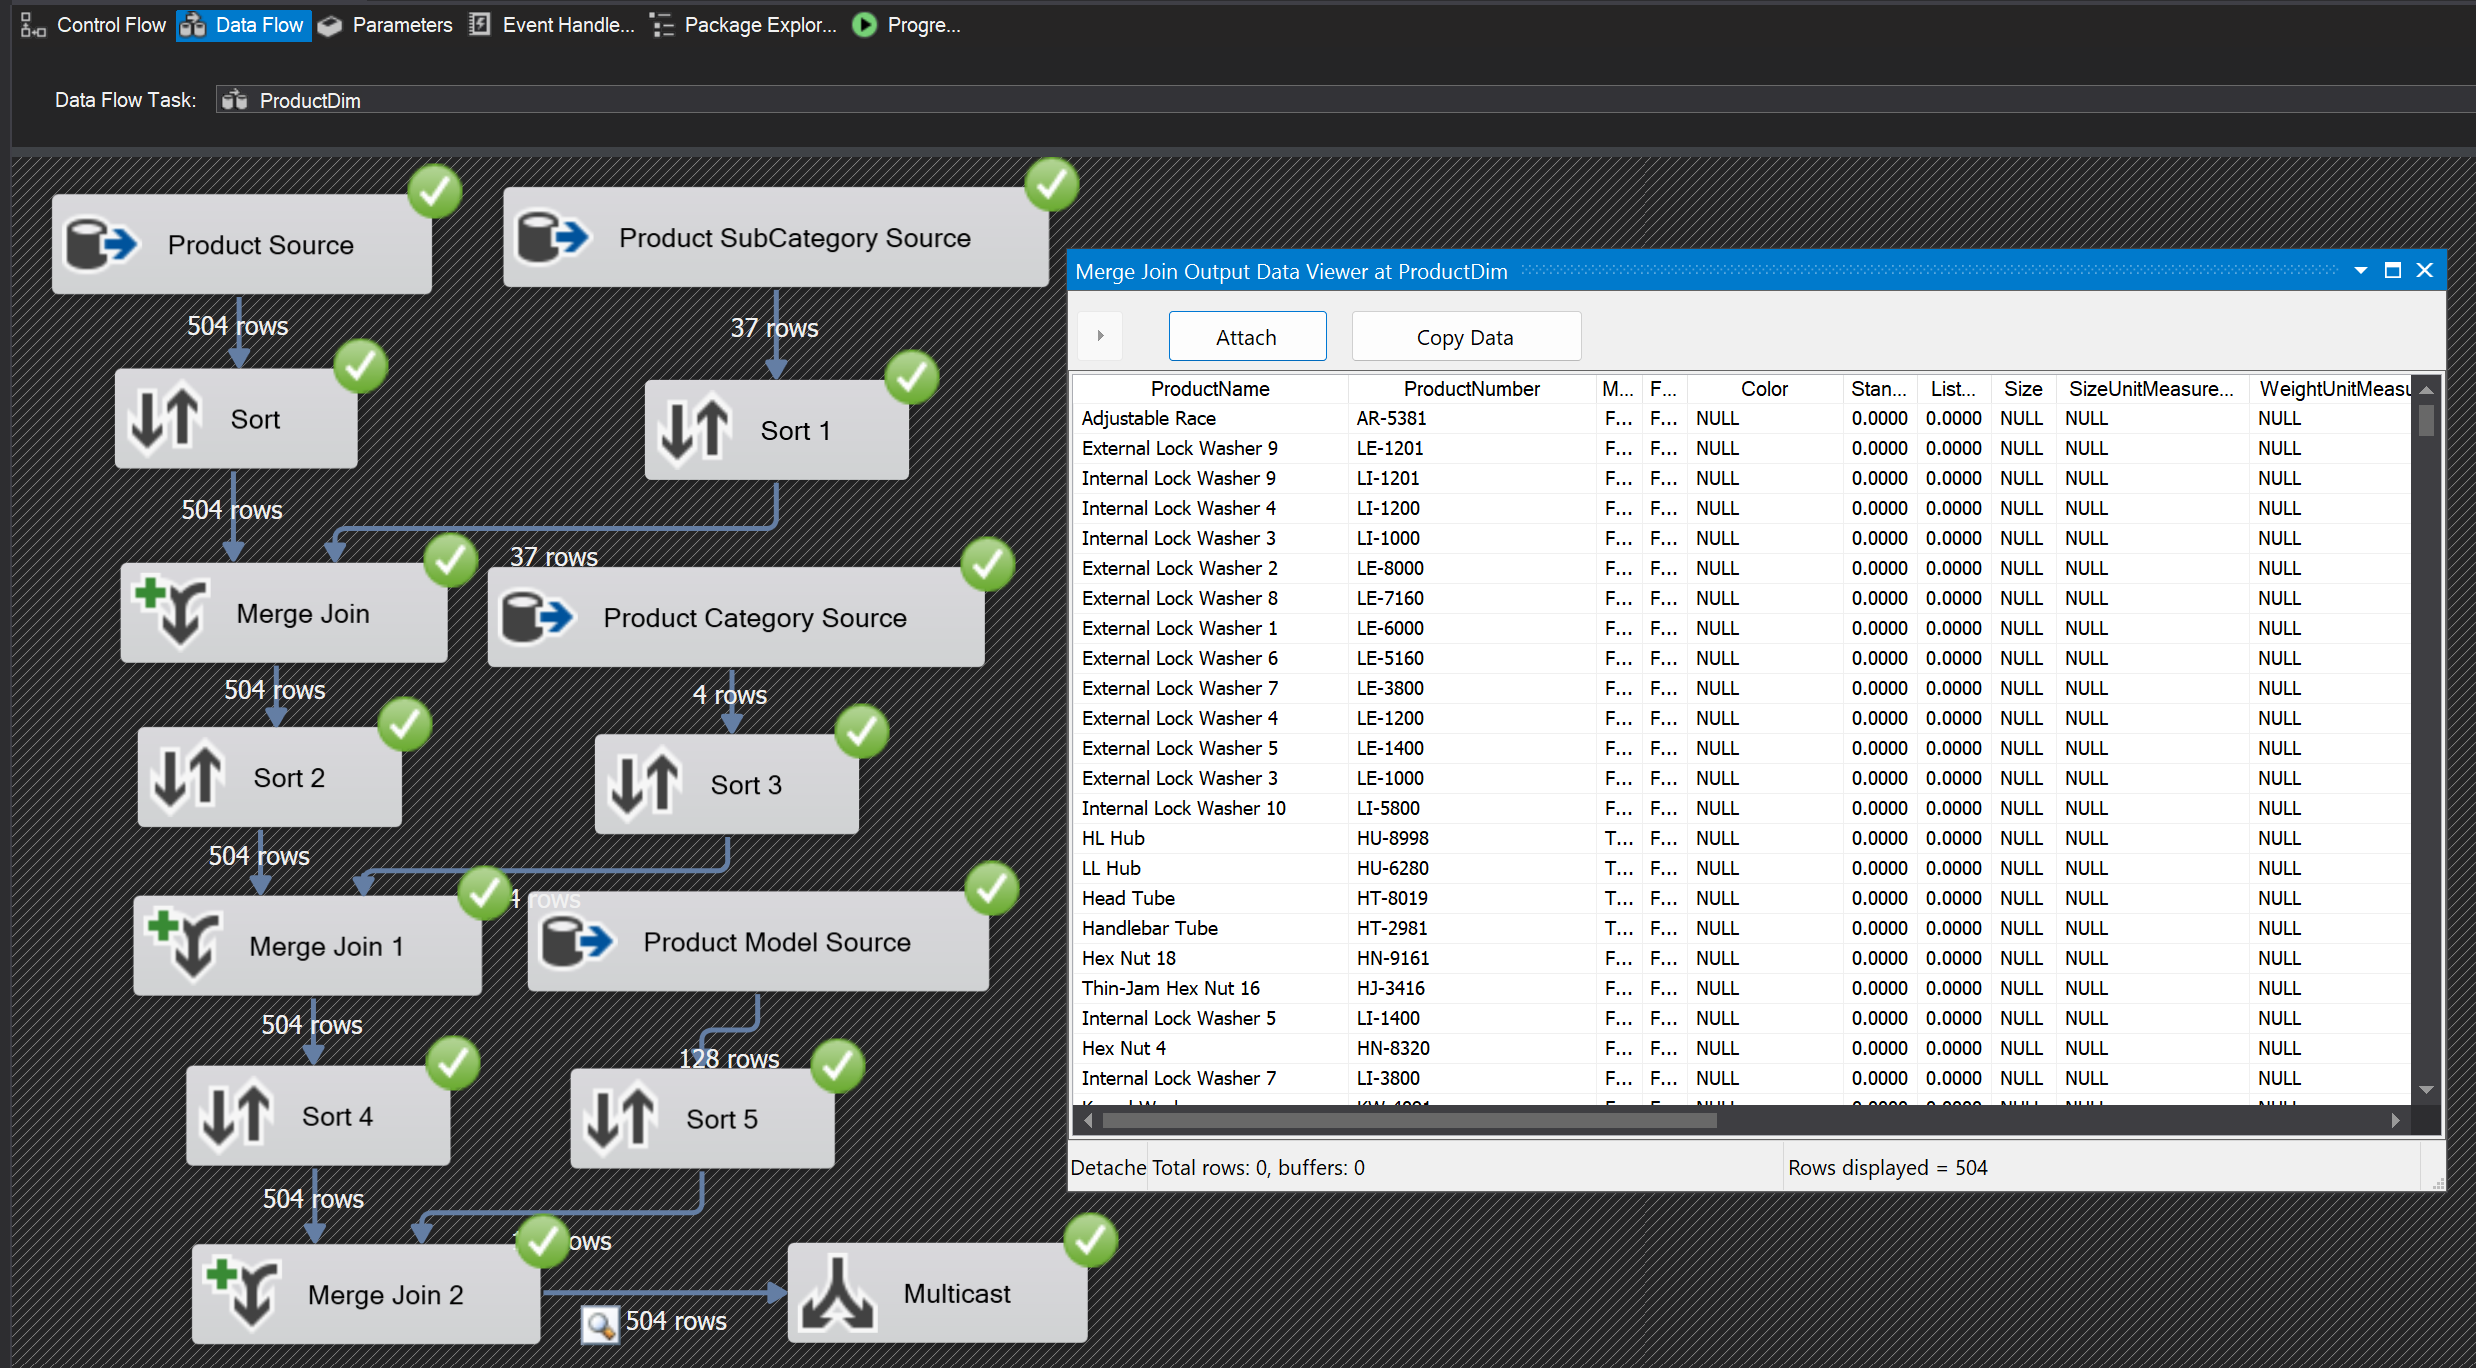 Control Flow Data Flow Parameters Event Handle... Package Explor... Progre...
Data Flow Task: ProductDim
Product Source
Product SubCategory Source
504 rows
37 rows
Sort
Sort 1
504 rows
37 rows
Merge Join
Product Category Source
504 rows
4 rows
Sort 2
Sort 3
504 rows
4 rows
Merge Join 1
Product Model Source
504 rows
128 rows
Sort 4
Sort 5
504 rows
Merge Join 2
504 rows
Multicast
Merge Join Output Data Viewer at ProductDim
Attach Copy Data
ProductName ProductNumber M... F... Color Stan... List... Size SizeUnitMeasure... WeightUnitMeasu
Adjustable Race AR-5381 F... F... NULL 0.0000 0.0000 NULL NULL NULL
External Lock Washer 9 LE-1201 F... F... NULL 0.0000 0.0000 NULL NULL NULL
Internal Lock Washer 9 LI-1201 F... F... NULL 0.0000 0.0000 NULL NULL NULL
Internal Lock Washer 4 LI-1200 F... F... NULL 0.0000 0.0000 NULL NULL NULL
Internal Lock Washer 3 LI-1000 F... F... NULL 0.0000 0.0000 NULL NULL NULL
External Lock Washer 2 LE-8000 F... F... NULL 0.0000 0.0000 NULL NULL NULL
External Lock Washer 8 LE-7160 F... F... NULL 0.0000 0.0000 NULL NULL NULL
External Lock Washer 1 LE-6000 F... F... NULL 0.0000 0.0000 NULL NULL NULL
External Lock Washer 6 LE-5160 F... F... NULL 0.0000 0.0000 NULL NULL NULL
External Lock Washer 7 LE-3800 F... F... NULL 0.0000 0.0000 NULL NULL NULL
External Lock Washer 4 LE-1200 F... F... NULL 0.0000 0.0000 NULL NULL NULL
External Lock Washer 5 LE-1400 F... F... NULL 0.0000 0.0000 NULL NULL NULL
External Lock Washer 3 LE-1000 F... F... NULL 0.0000 0.0000 NULL NULL NULL
Internal Lock Washer 10 LI-5800 F... F... NULL 0.0000 0.0000 NULL NULL NULL
HL Hub HU-8998 T... F... NULL 0.0000 0.0000 NULL NULL NULL
LL Hub HU-6280 T... F... NULL 0.0000 0.0000 NULL NULL NULL
Head Tube HT-8019 T... F... NULL 0.0000 0.0000 NULL NULL NULL
Handlebar Tube HT-2981 T... F... NULL 0.0000 0.0000 NULL NULL NULL
Hex Nut 18 HN-9161 F... F... NULL 0.0000 0.0000 NULL NULL NULL
Thin-Jam Hex Nut 16 HJ-3416 F... F... NULL 0.0000 0.0000 NULL NULL NULL
Internal Lock Washer 5 LI-1400 F... F... NULL 0.0000 0.0000 NULL NULL NULL
Hex Nut 4 HN-8320 F... F... NULL 0.0000 0.0000 NULL NULL NULL
Internal Lock Washer 7 LI-3800 F... F... NULL 0.0000 0.0000 NULL NULL NULL
Detache Total rows: 0, buffers: 0 Rows displayed = 504